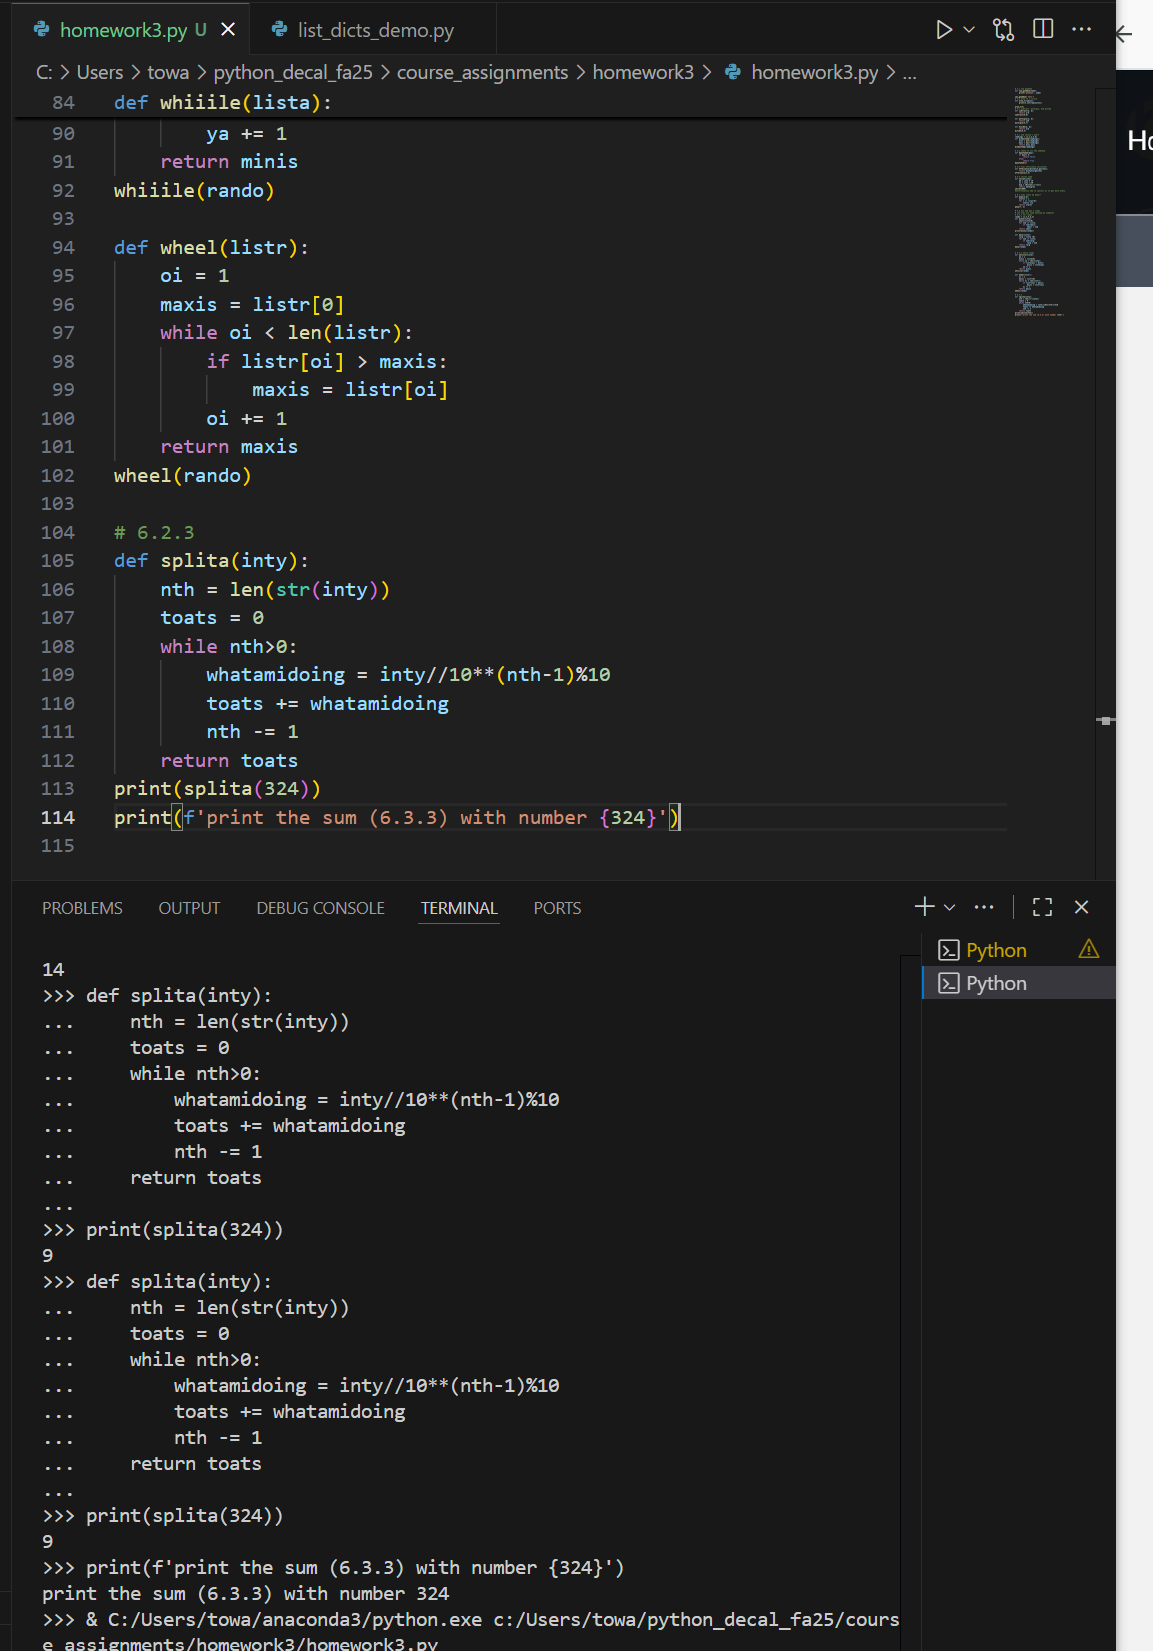 homework3.py U
list_dicts_demo.py
C: > Users > towa > python_decal_fa25 > course_assignments > homework3 > homework3.py > ...
84 def whiiile(lista):
90 ya += 1
91 return minis
92 whiiile(rando)
93
94 def wheel(listr):
95 oi = 1
96 maxis = listr[0]
97 while oi < len(listr):
98 if listr[oi] > maxis:
99 maxis = listr[oi]
100 oi += 1
101 return maxis
102 wheel(rando)
103
104 # 6.2.3
105 def splita(inty):
106 nth = len(str(inty))
107 toats = 0
108 while nth>0:
109 whatamidoing = inty//10**(nth-1)%10
110 toats += whatamidoing
111 nth -= 1
112 return toats
113 print(splita(324))
114 print(f'print the sum (6.3.3) with number {324}')
115
PROBLEMS OUTPUT DEBUG CONSOLE TERMINAL PORTS
Python
Python
14
>>> def splita(inty):
... nth = len(str(inty))
... toats = 0
... while nth>0:
... whatamidoing = inty//10**(nth-1)%10
... toats += whatamidoing
... nth -= 1
... return toats
...
>>> print(splita(324))
9
>>> def splita(inty):
... nth = len(str(inty))
... toats = 0
... while nth>0:
... whatamidoing = inty//10**(nth-1)%10
... toats += whatamidoing
... nth -= 1
... return toats
...
>>> print(splita(324))
9
>>> print(f'print the sum (6.3.3) with number {324}')
print the sum (6.3.3) with number 324
>>> & C:/Users/towa/anaconda3/python.exe c:/Users/towa/python_decal_fa25/cours
e_assignments/homework3/homework3.py